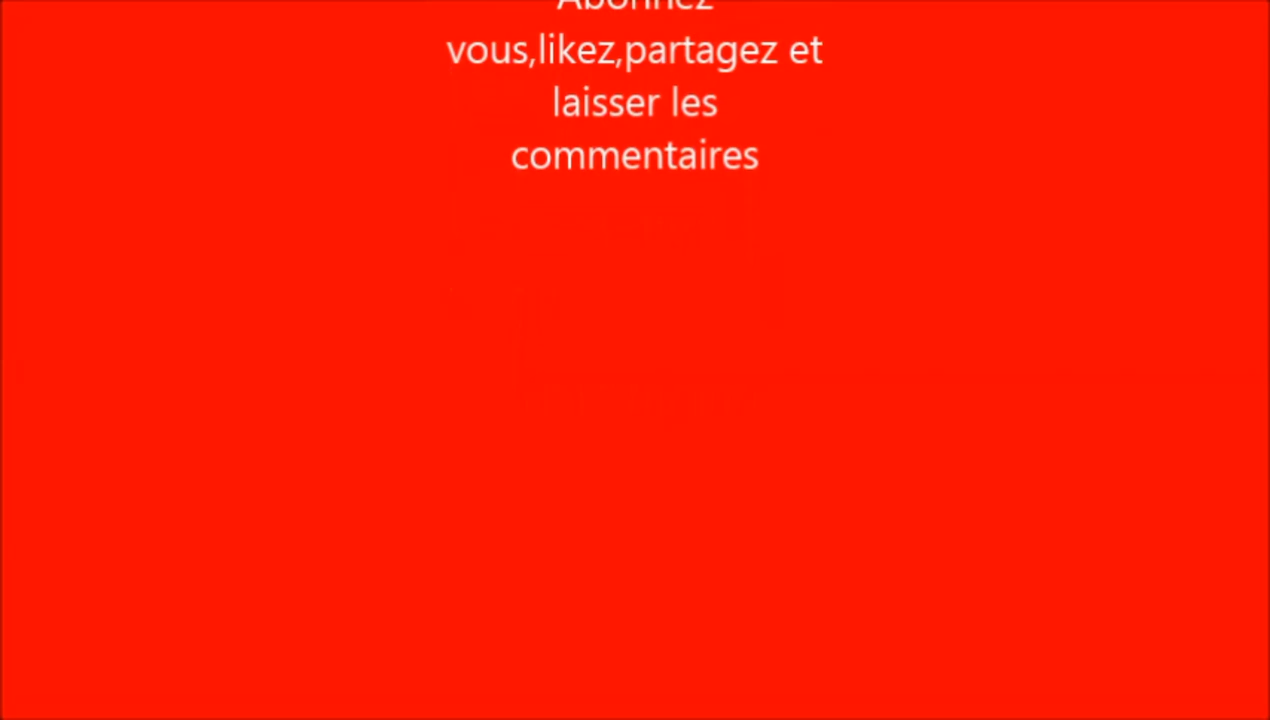 Abonnez
vous,likez,partagez et
laisser les
commentaires